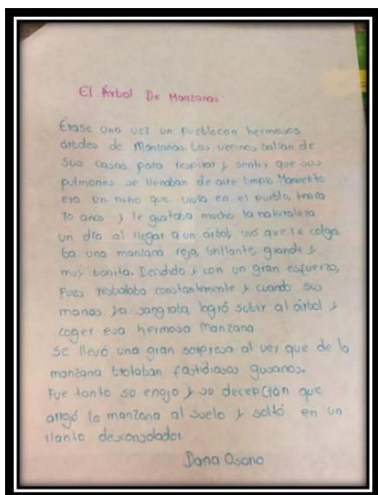 El Árbol De Manzanas
Érase una vez un pueblo con hermosos
árboles de Manzanas. Los vecinos salían de
sus casas para respirar y sentir que sus
pulmones se llenaban de aire limpio. Manolito
era un niño que vivía en el pueblo, tenía
10 años y le gustaba mucho la naturaleza
un día al llegar a un árbol, vió que le colga
ba una manzana roja, brillante, grande y
muy bonita. Decidido y con un gran esfuerzo,
Pues resbalaba constantemente y cuando sus
manos ya sangraba, logró subir al árbol y
coger esa hermosa Manzana
Se llevó una gran sorpresa al ver que de la
manzana brotaban fastidiosos gusanos.
Fue tanto su enojo y su decepción que
arrojó la manzana al suelo y saltó en un
llanto desconsolador.
Dana Osorio